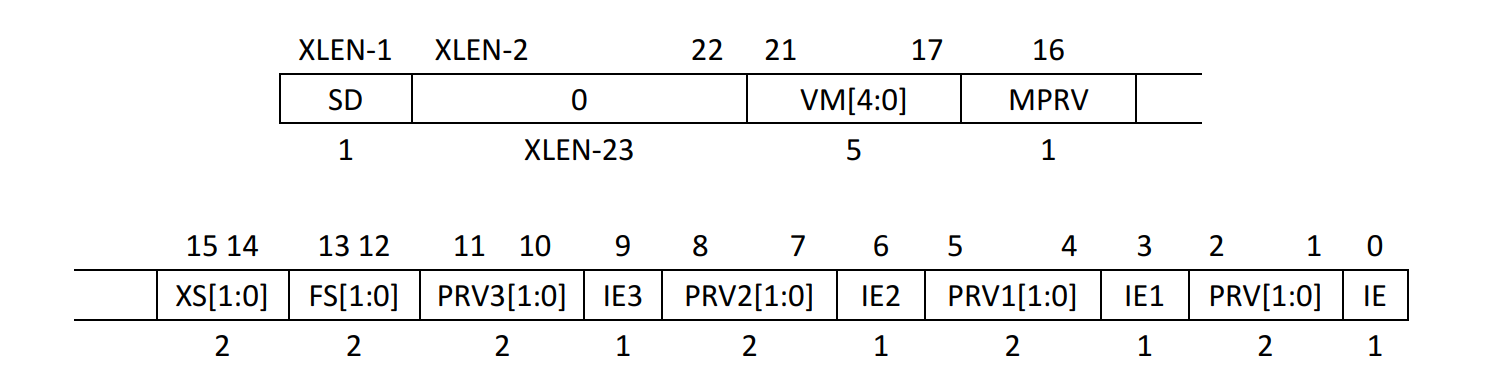 XLEN-1 XLEN-2 22 21 17 16
SD 0 VM[4:0] MPRV
1 XLEN-23 5 1
15 14 13 12 11 10 9 8 7 6 5 4 3 2 1 0
XS[1:0] FS[1:0] PRV3[1:0] IE3 PRV2[1:0] IE2 PRV1[1:0] IE1 PRV[1:0] IE
2 2 2 1 2 1 2 1 2 1